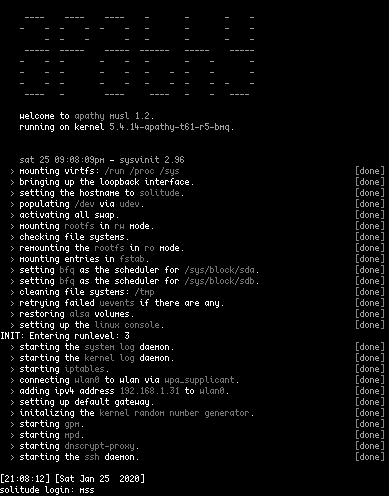 welcome to apathy musl 1.2.
running on kernel 5.4.14-apathy-t61-r5-bmq.
sat 25 09:08:09pm - sysvinit 2.96
> mounting virtfs: /run /proc /sys [done]
> bringing up the loopback interface. [done]
> setting the hostname to solitude. [done]
> populating /dev via udev. [done]
> activating all swap. [done]
> mounting rootfs in rw mode. [done]
> checking file systems. [done]
> remounting the rootfs in ro mode. [done]
> mounting entries in fstab. [done]
> setting bfq as the scheduler for /sys/block/sda. [done]
> setting bfq as the scheduler for /sys/block/sdb. [done]
> cleaning file systems: /tmp [done]
> retrying failed uevents if there are any. [done]
> restoring alsa volumes. [done]
> setting up the linux console. [done]
INIT: Entering runlevel: 3
> starting the system log daemon. [done]
> starting the kernel log daemon. [done]
> starting iptables. [done]
> connecting wlan0 to wlan via wpa_supplicant. [done]
> adding ipv4 address 192.168.1.31 to wlan0. [done]
> setting up default gateway. [done]
> initalizing the kernel random number generator. [done]
> starting gpm. [done]
> starting mpd. [done]
> starting dnscrypt-proxy. [done]
> starting the ssh daemon. [done]
[21:08:12] [Sat Jan 25 2020]
solitude login: mss